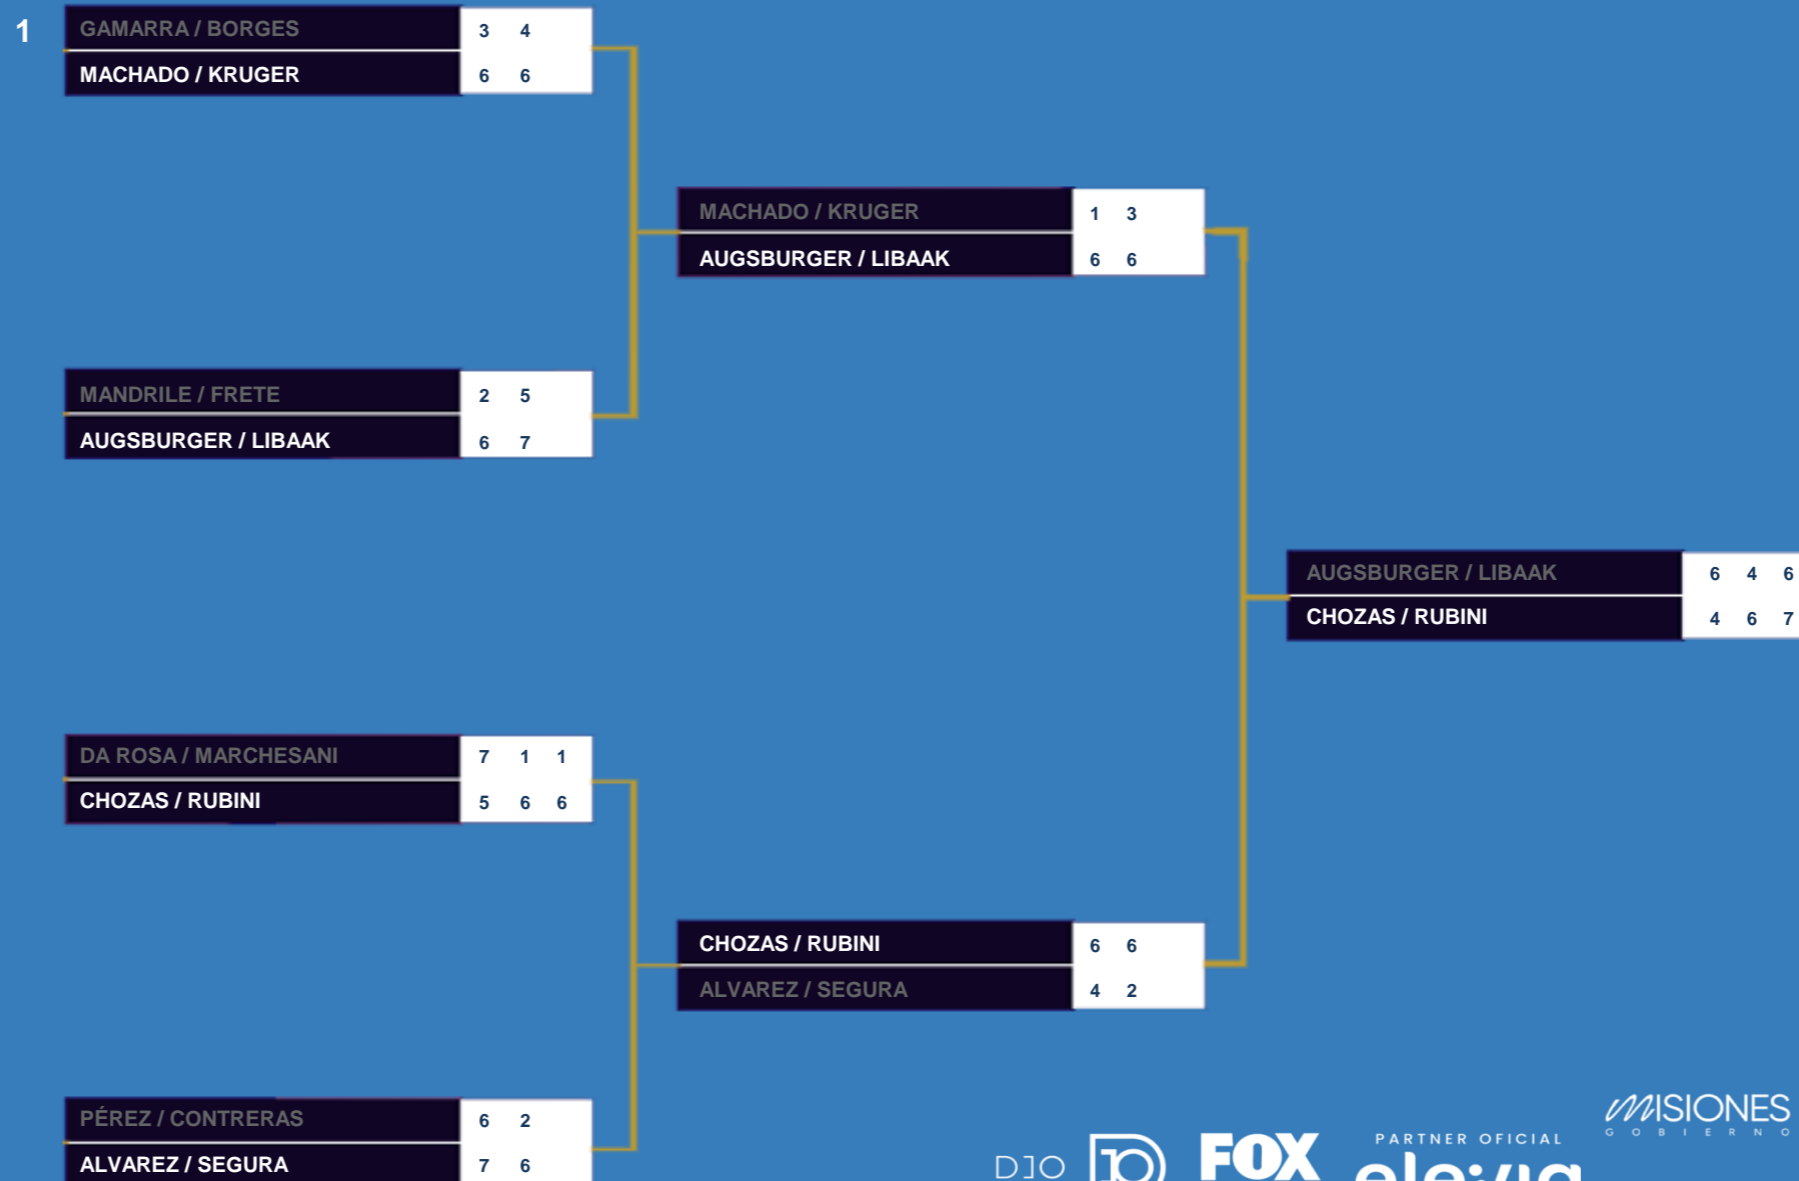 1
GAMARRA / BORGES 3 4
MACHADO / KRUGER 6 6
MACHADO / KRUGER 1 3
AUGSBURGER / LIBAAK 6 6
MANDRILE / FRETE 2 5
AUGSBURGER / LIBAAK 6 7
AUGSBURGER / LIBAAK 6 4 6
CHOZAS / RUBINI 4 6 7
DA ROSA / MARCHESANI 7 1 1
CHOZAS / RUBINI 5 6 6
CHOZAS / RUBINI 6 6
ALVAREZ / SEGURA 4 2
PÉREZ / CONTRERAS 6 2
ALVAREZ / SEGURA 7 6
MISIONES
GOBIERNO
PARTNER OFICIAL
DJO
FOX